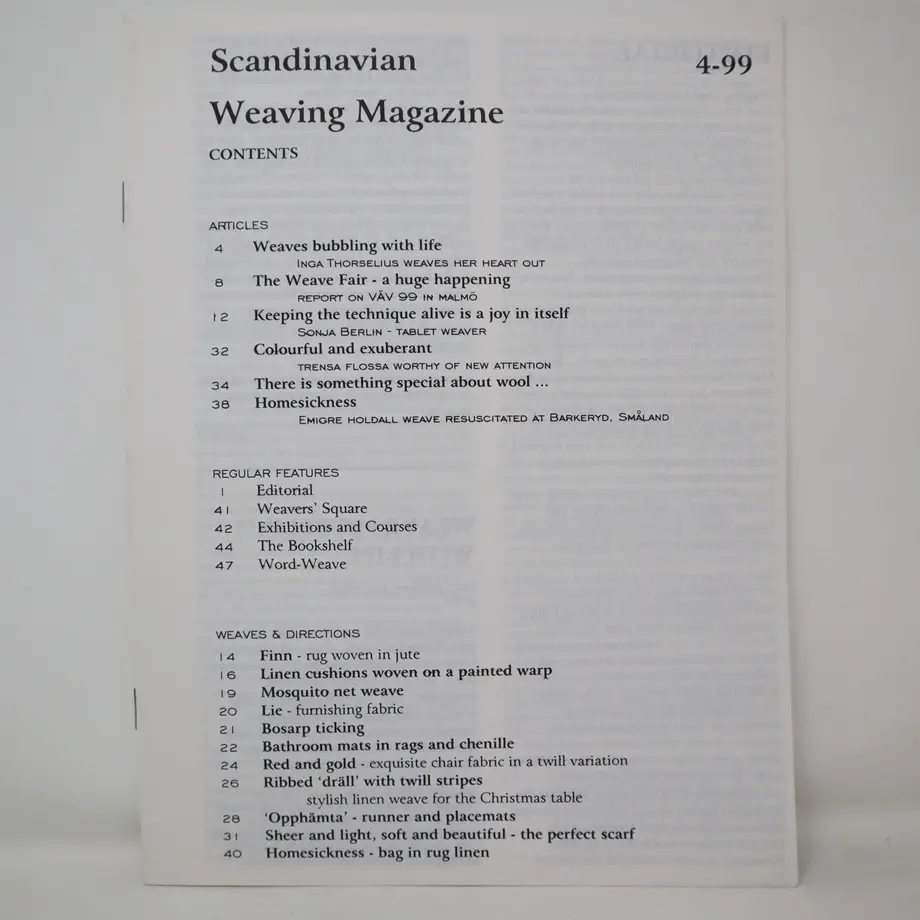 Scandinavian 4-99
Weaving Magazine
CONTENTS
ARTICLES
4 Weaves bubbling with life
INGA THORSELIUS WEAVES HER HEART OUT
8 The Weave Fair - a huge happening
REPORT ON VÄV 99 IN MALMÖ
12 Keeping the technique alive is a joy in itself
SONJA BERLIN - TABLET WEAVER
32 Colourful and exuberant
TRENSA FLOSSA WORTHY OF NEW ATTENTION
34 There is something special about wool ...
38 Homesickness
EMIGRE HOLDALL WEAVE RESUSCITATED AT BARKERYD, SMÅLAND
REGULAR FEATURES
1 Editorial
41 Weavers' Square
42 Exhibitions and Courses
44 The Bookshelf
47 Word-Weave
WEAVES & DIRECTIONS
14 Finn - rug woven in jute
16 Linen cushions woven on a painted warp
19 Mosquito net weave
20 Lie - furnishing fabric
21 Bosarp ticking
22 Bathroom mats in rags and chenille
24 Red and gold - exquisite chair fabric in a twill variation
26 Ribbed 'dräll' with twill stripes
stylish linen weave for the Christmas table
28 'Opphämta' - runner and placemats
31 Sheer and light, soft and beautiful - the perfect scarf
40 Homesickness - bag in rug linen